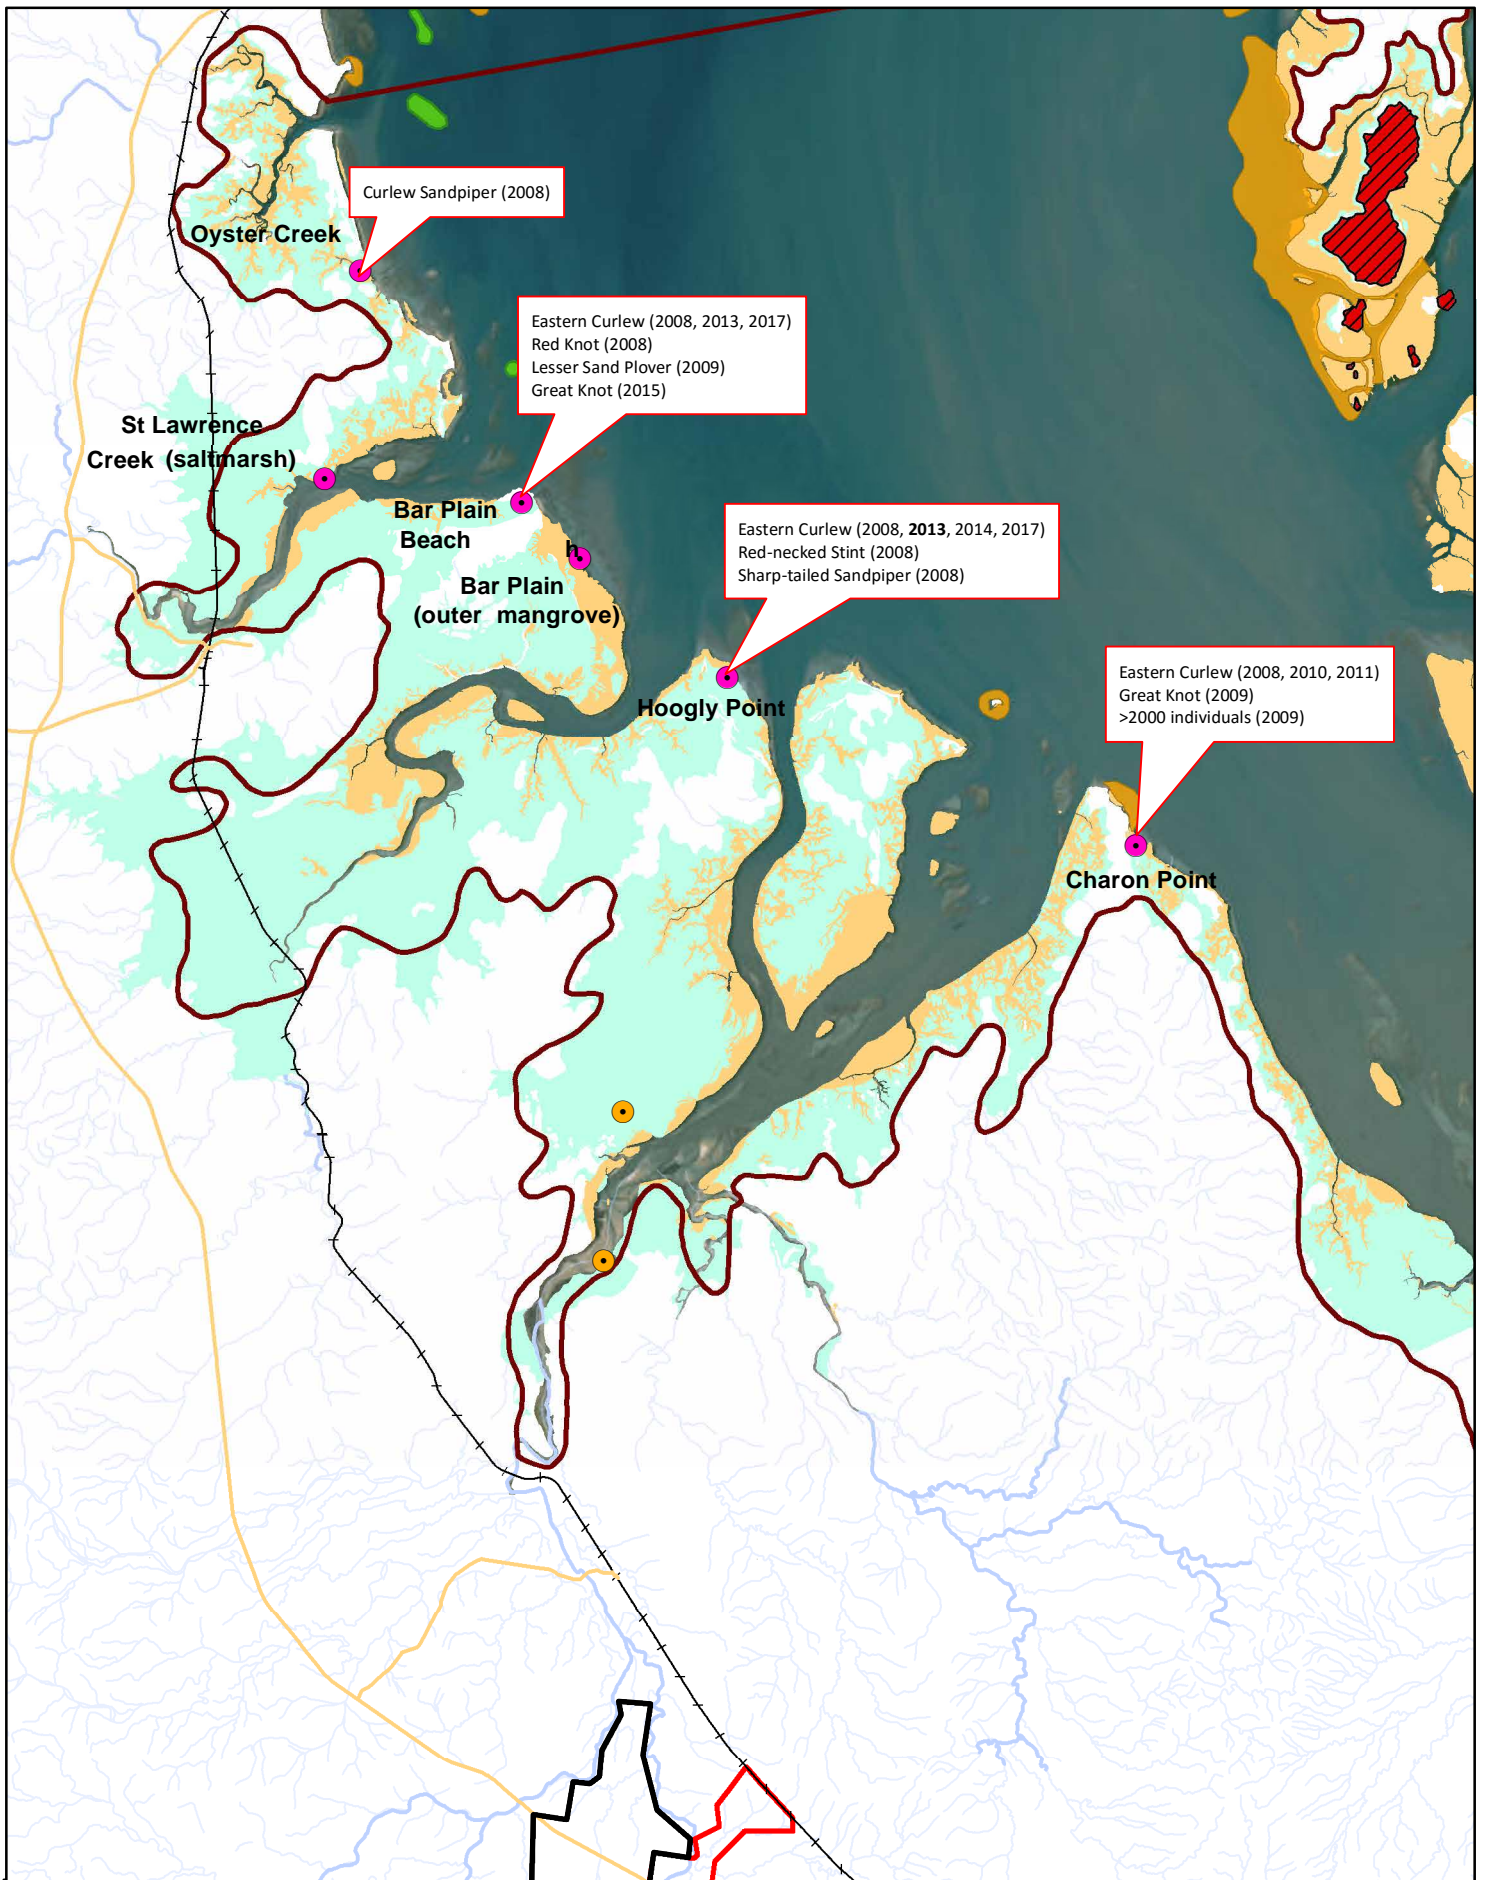 Curlew Sandpiper (2008)
Oyster Creek
Eastern Curlew (2008, 2013, 2017)
Red Knot (2008)
Lesser Sand Plover (2009)
Great Knot (2015)
St Lawrence
Creek (saltmarsh)
Bar Plain
Beach
h
Bar Plain
(outer mangrove)
Eastern Curlew (2008, 2013, 2014, 2017)
Red-necked Stint (2008)
Sharp-tailed Sandpiper (2008)
Hoogly Point
Eastern Curlew (2008, 2010, 2011)
Great Knot (2009)
>2000 individuals (2009)
Charon Point